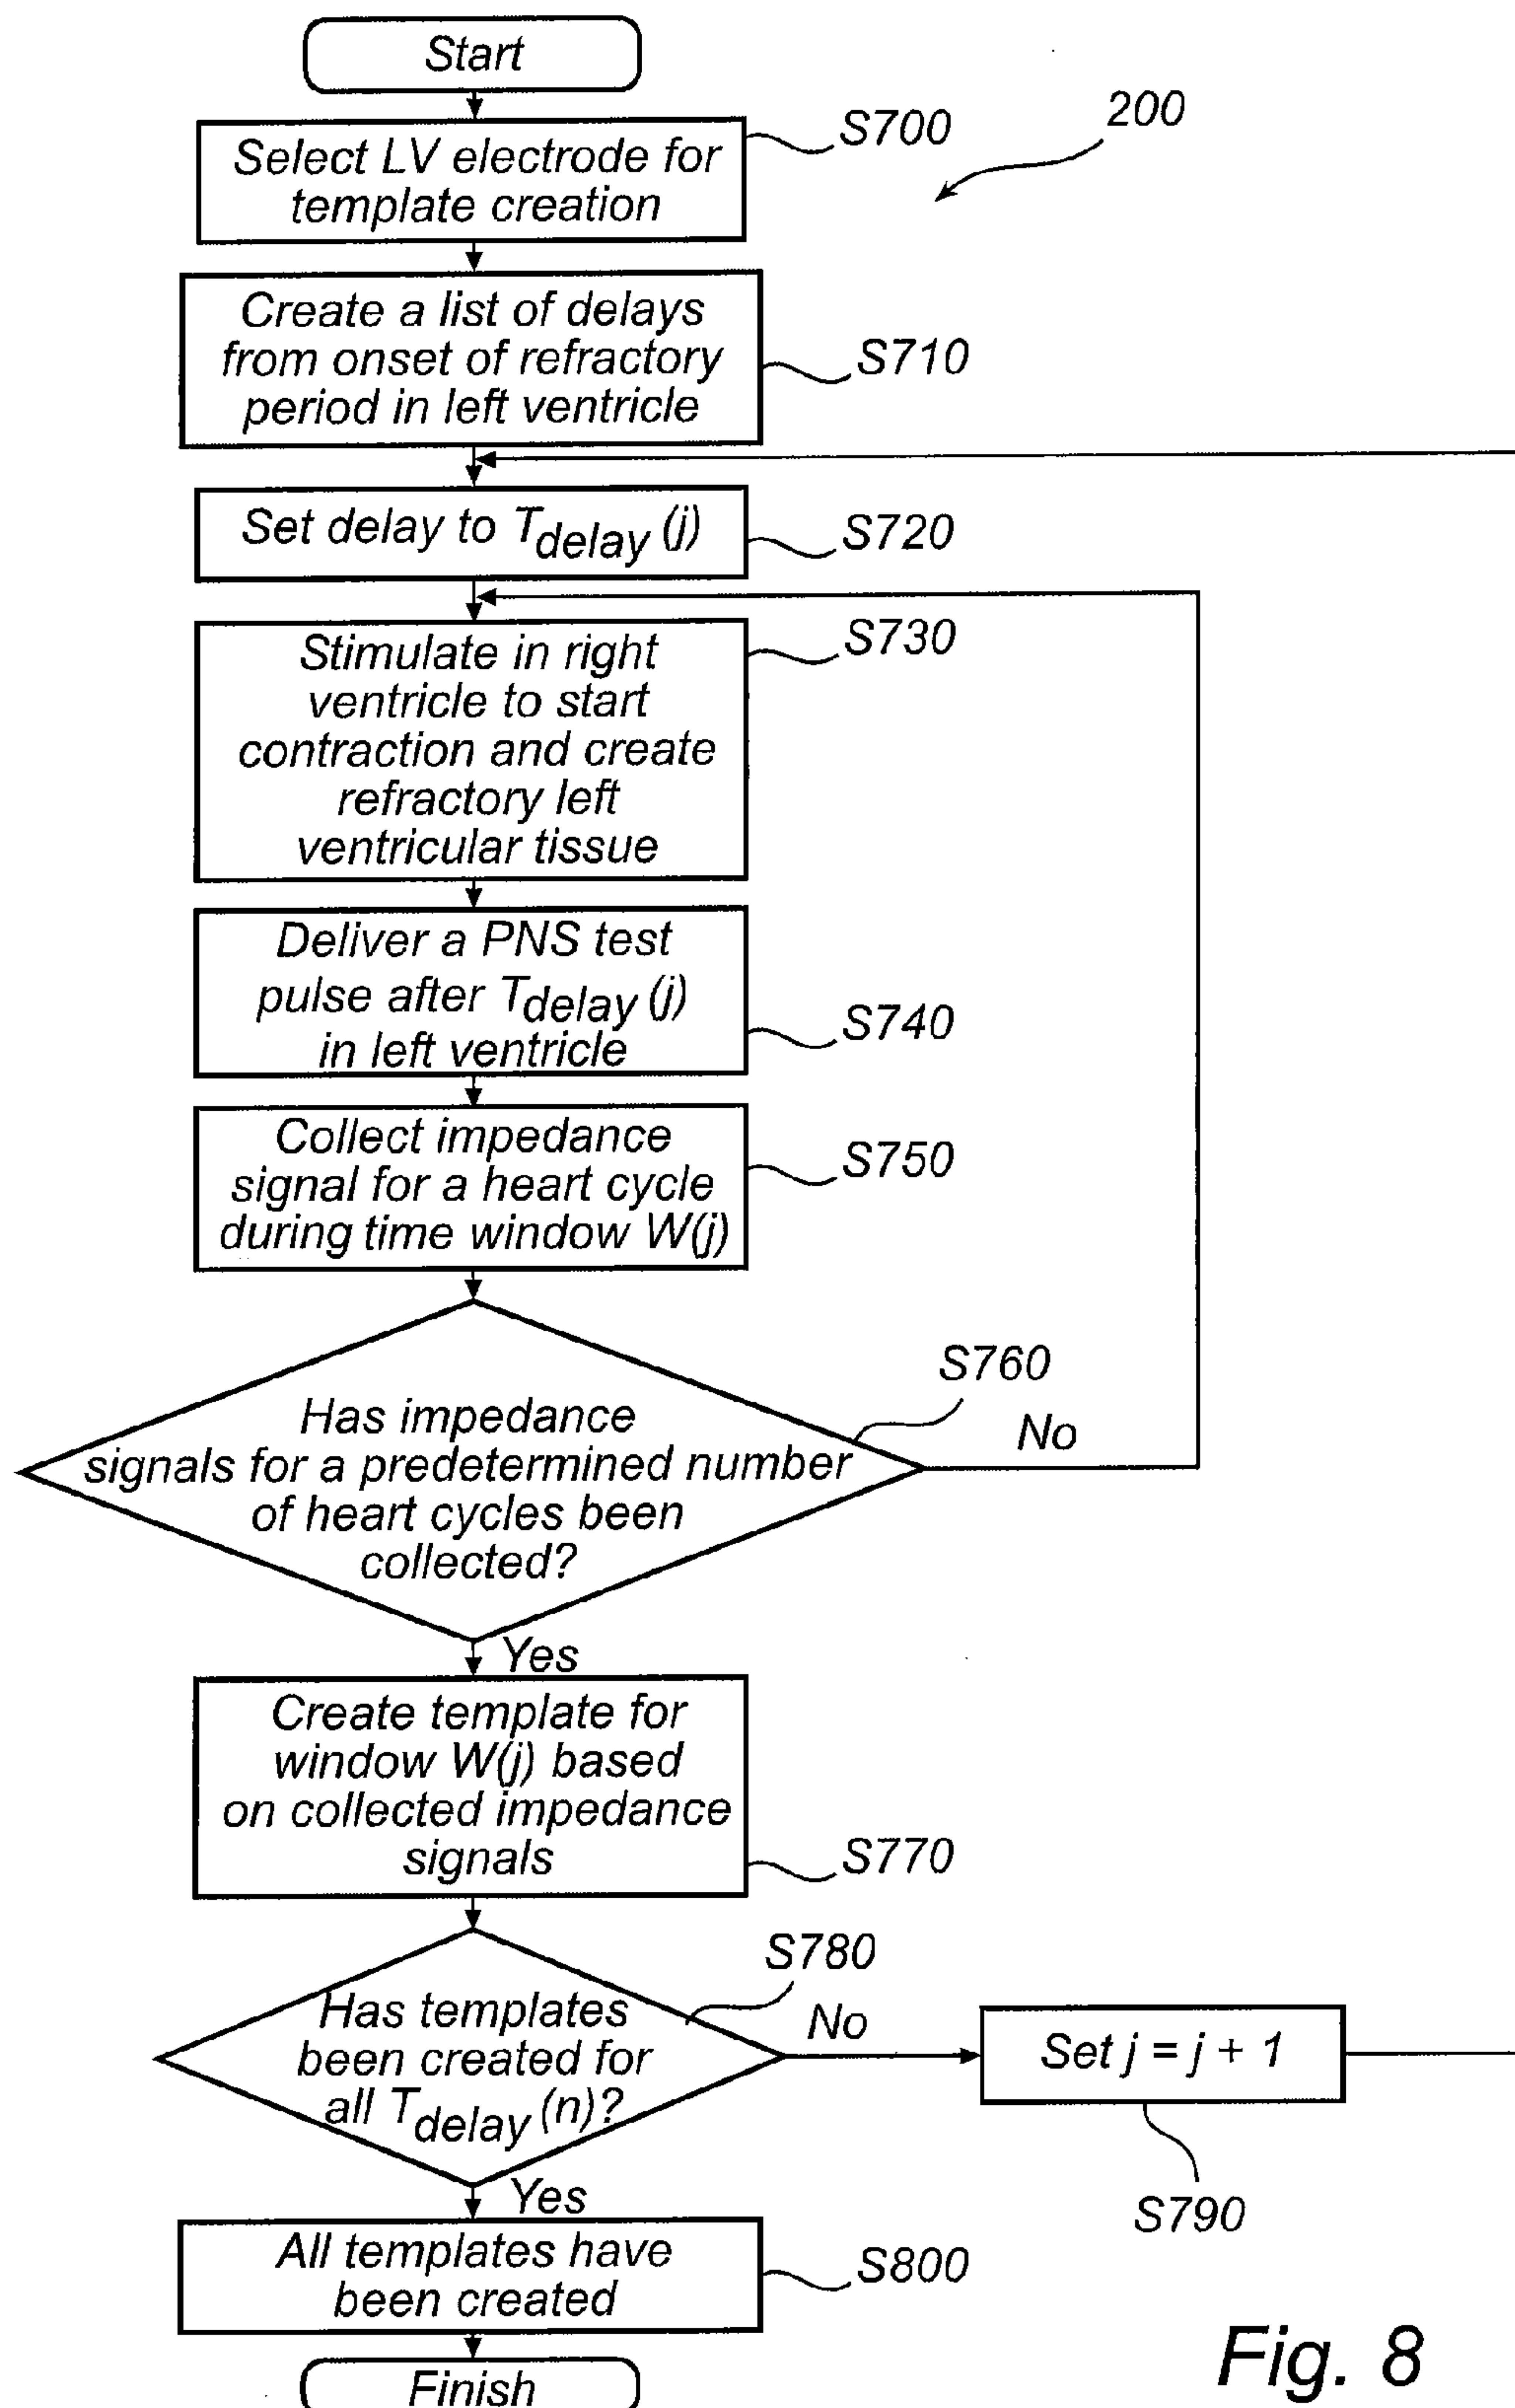 Start
200
S700
Select LV electrode for
template creation
Create a list of delays
from onset of refractory
period in left ventricle
S710
Set delay to Tdelay (j)
S720
Stimulate in right
ventricle to start
contraction and create
refractory left
ventricular tissue
S730
Deliver a PNS test
pulse after Tdelay (j)
in left ventricle
S740
Collect impedance
signal for a heart cycle
during time window W(j)
S750
S760
Has impedance
signals for a predetermined number
of heart cycles been
collected?
No
Yes
Create template for
window W(j) based
on collected impedance
signals
S770
S780
Has templates
been created for
all Tdelay (n)?
No
Set j = j + 1
S790
Yes
All templates have
been created
S800
Finish
Fig. 8